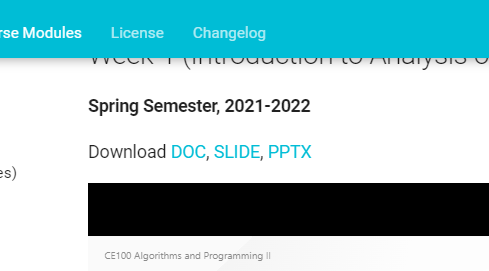 rse Modules License Changelog
Week-1 (Introduction to Analysis o
Spring Semester, 2021-2022
Download DOC, SLIDE, PPTX
es)
CE100 Algorithms and Programming II